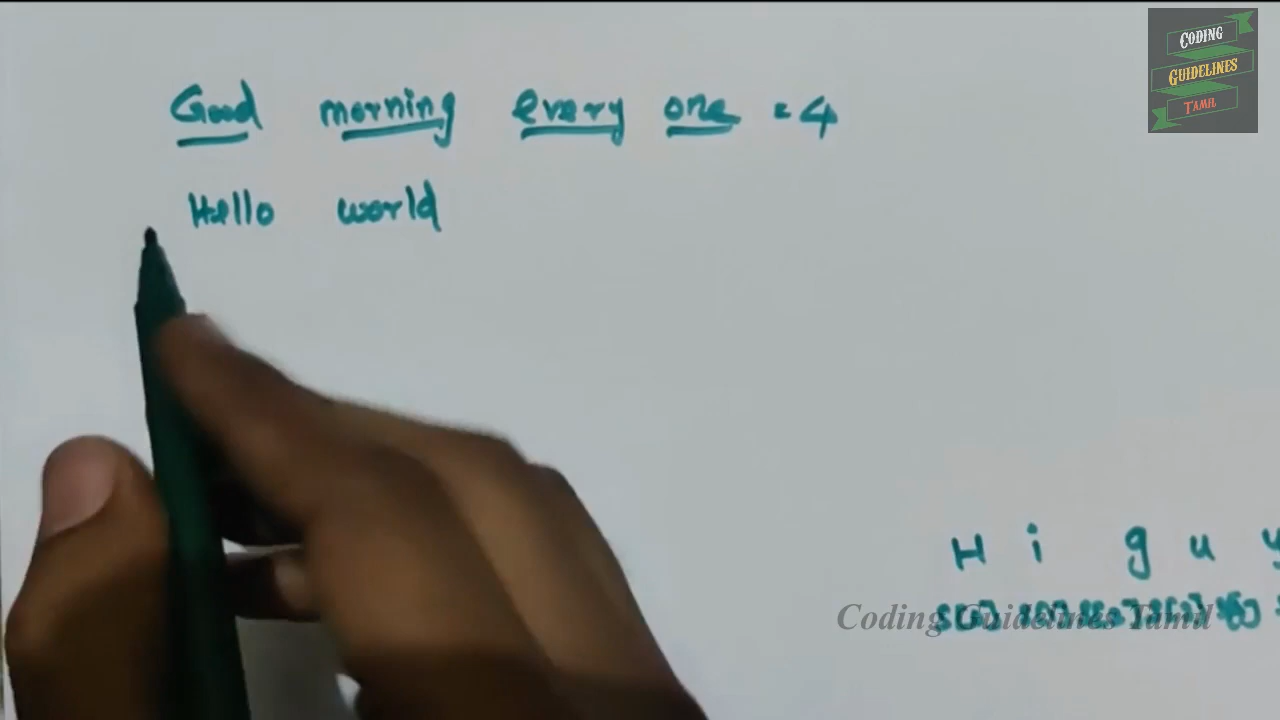 CODING
GUIDELINES
TAMIL
Good morning every one = 4
Hello world
H i g u y
Coding Guidelines Tamil